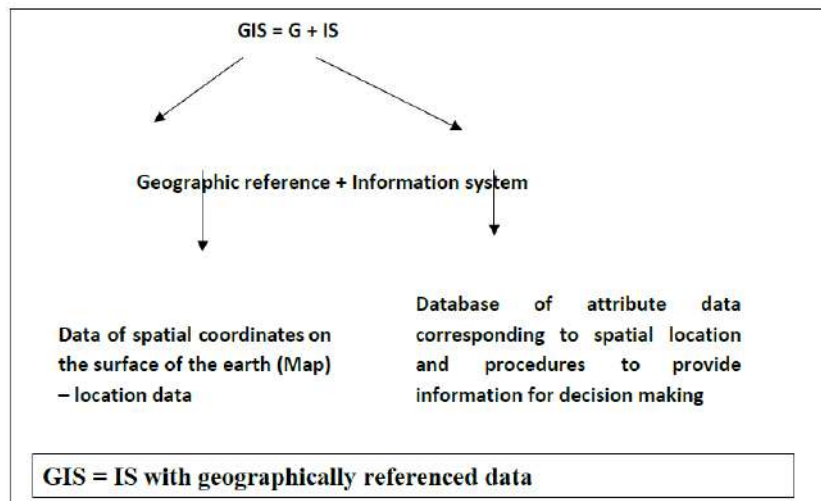 GIS = G + IS
Geographic reference + Information system
Data of spatial coordinates on
the surface of the earth (Map)
– location data
Database of attribute data
corresponding to spatial location
and procedures to provide
information for decision making
GIS = IS with geographically referenced data